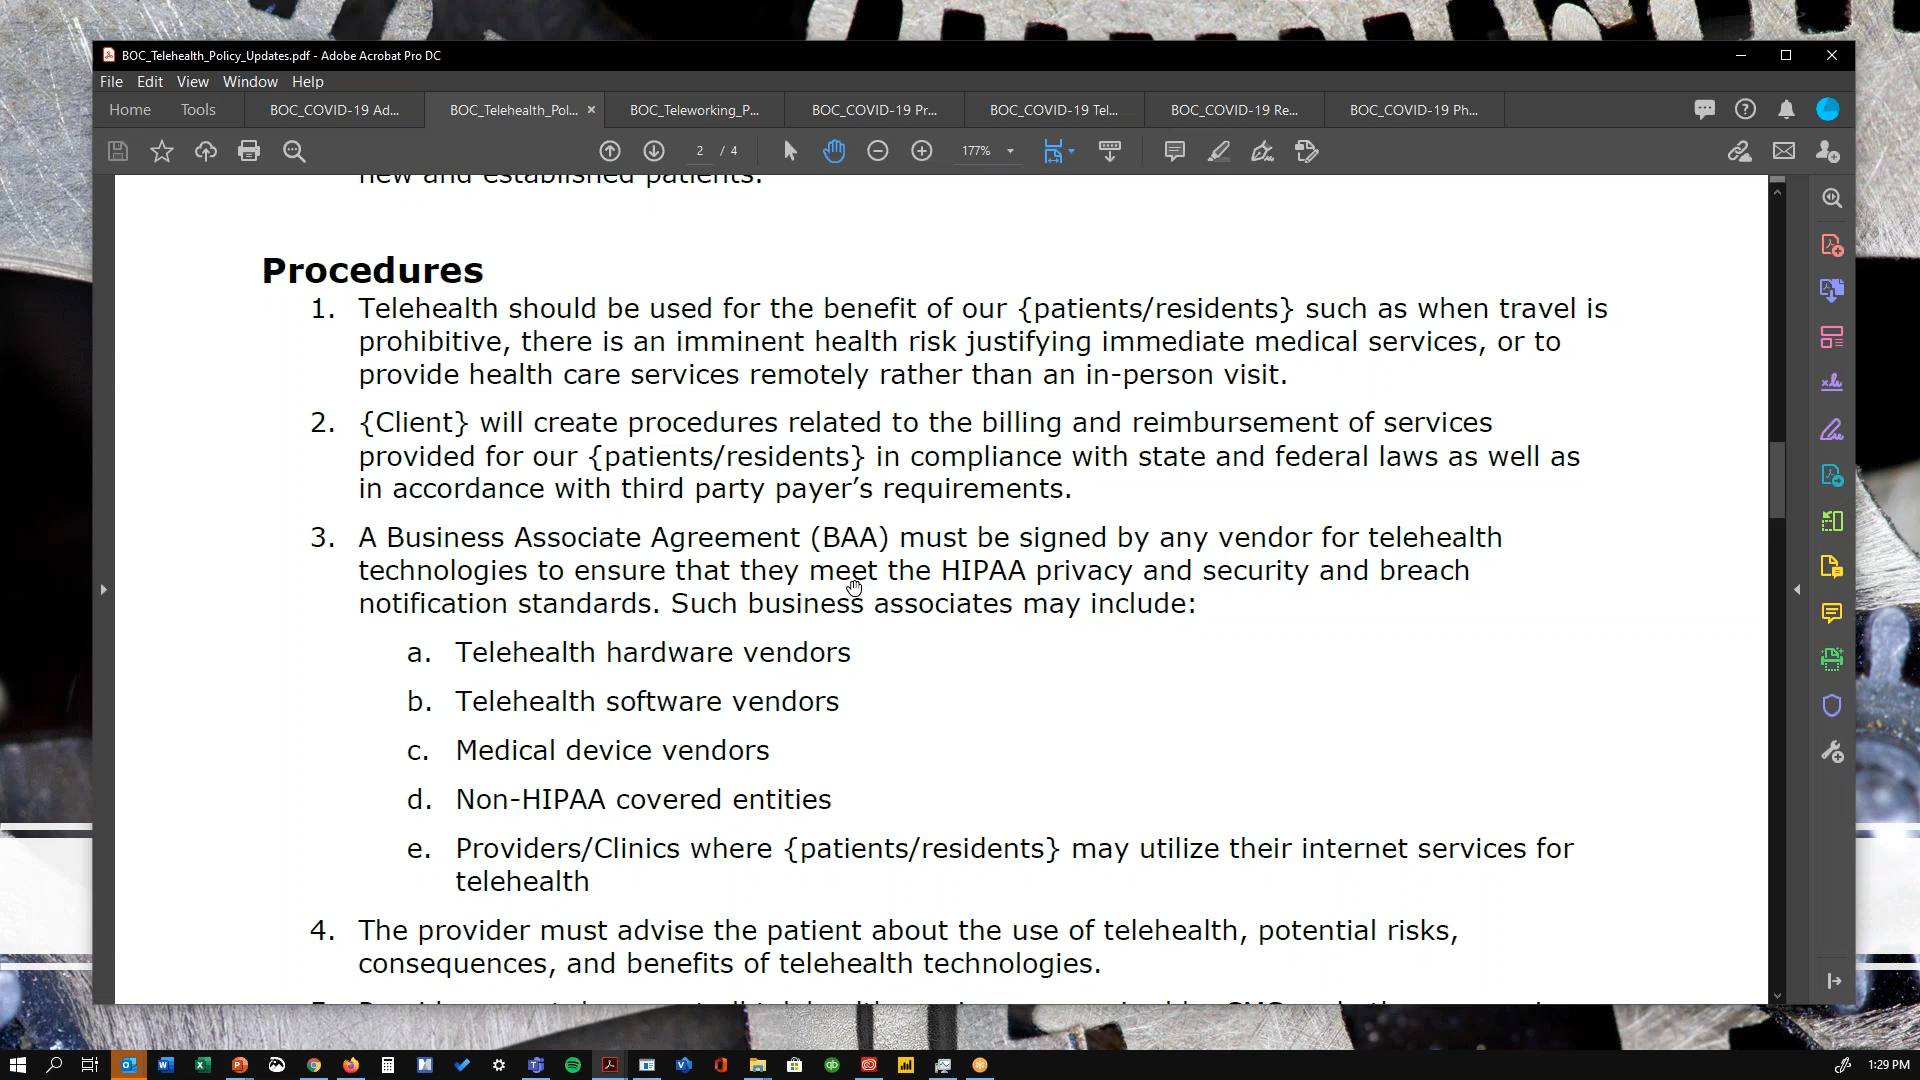 BOC_Telehealth_Policy_Updates.pdf - Adobe Acrobat Pro DC
File Edit View Window Help
Home Tools BOC_COVID-19 Ad... BOC_Telehealth_Pol... × BOC_Teleworking_P... BOC_COVID-19 Pr... BOC_COVID-19 Tel... BOC_COVID-19 Re... BOC_COVID-19 Ph...
2 / 4 177%
new and established patients.
Procedures
1. Telehealth should be used for the benefit of our {patients/residents} such as when travel is
prohibitive, there is an imminent health risk justifying immediate medical services, or to
provide health care services remotely rather than an in-person visit.
2. {Client} will create procedures related to the billing and reimbursement of services
provided for our {patients/residents} in compliance with state and federal laws as well as
in accordance with third party payer’s requirements.
3. A Business Associate Agreement (BAA) must be signed by any vendor for telehealth
technologies to ensure that they meet the HIPAA privacy and security and breach
notification standards. Such business associates may include:
a. Telehealth hardware vendors
b. Telehealth software vendors
c. Medical device vendors
d. Non-HIPAA covered entities
e. Providers/Clinics where {patients/residents} may utilize their internet services for
telehealth
4. The provider must advise the patient about the use of telehealth, potential risks,
consequences, and benefits of telehealth technologies.
1:29 PM